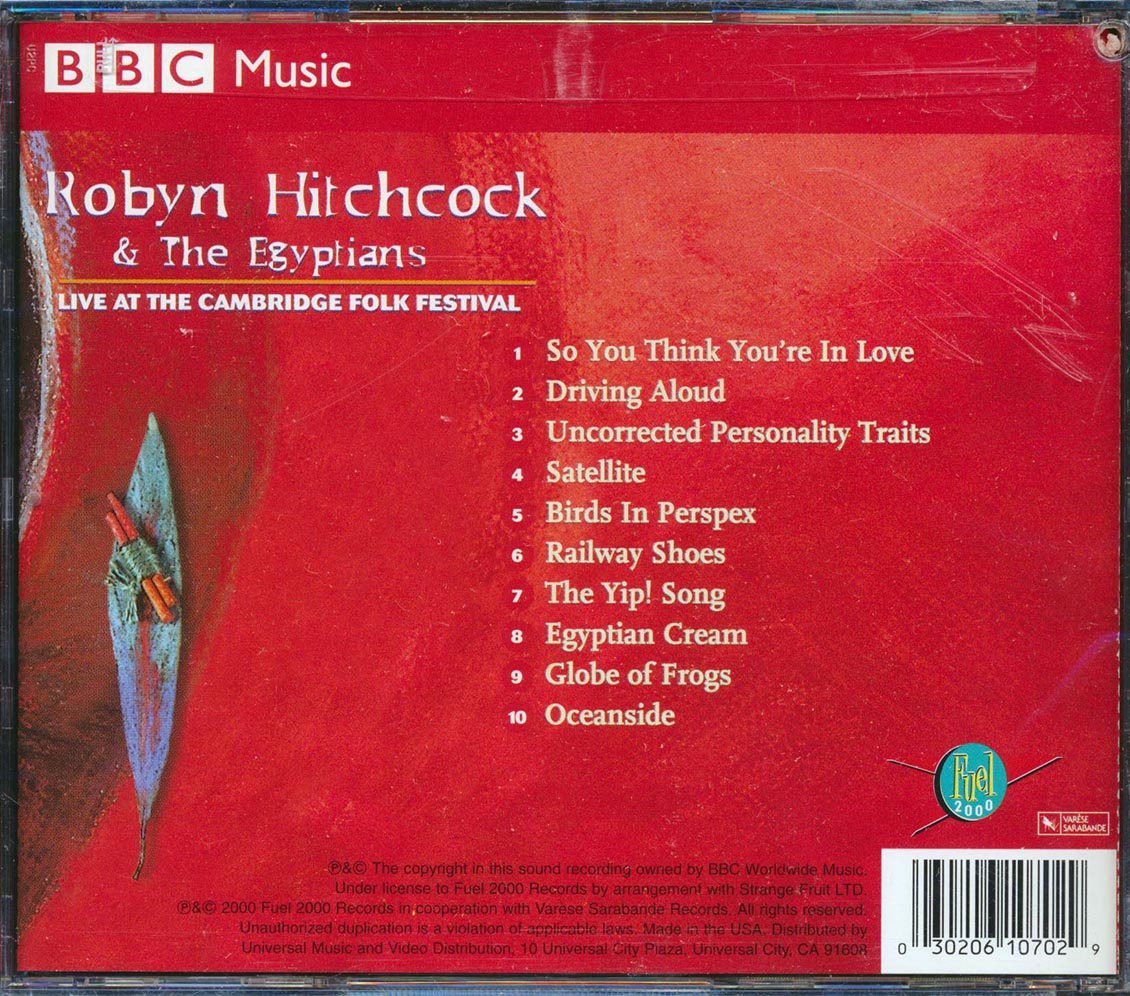 BBC Music
Robyn Hitchcock
& The Egyptians
LIVE AT THE CAMBRIDGE FOLK FESTIVAL
1 So You Think You're In Love
2 Driving Aloud
3 Uncorrected Personality Traits
4 Satellite
5 Birds In Perspex
6 Railway Shoes
7 The Yip! Song
8 Egyptian Cream
9 Globe of Frogs
10 Oceanside
Fuel
2000
VARÈSE
SARABANDE
℗&© The copyright in this sound recording owned by BBC Worldwide Music.
Under license to Fuel 2000 Records by arrangement with Strange Fruit LTD.
℗&© 2000 Fuel 2000 Records in cooperation with Varèse Sarabande Records. All rights reserved.
Unauthorized duplication is a violation of applicable laws. Made in the USA. Distributed by
Universal Music and Video Distribution, 10 Universal City Plaza, Universal City, CA 91608
0 30206 10702 9